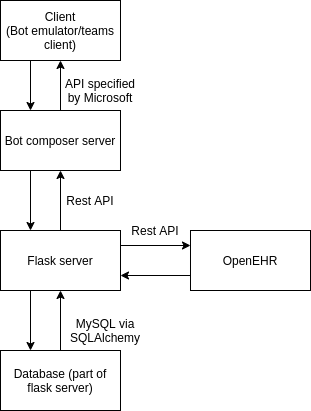 Client
(Bot emulator/teams
client)
API specified
by Microsoft
Bot composer server
Rest API
Rest API
Flask server
OpenEHR
MySQL via
SQLAlchemy
Database (part of
flask server)